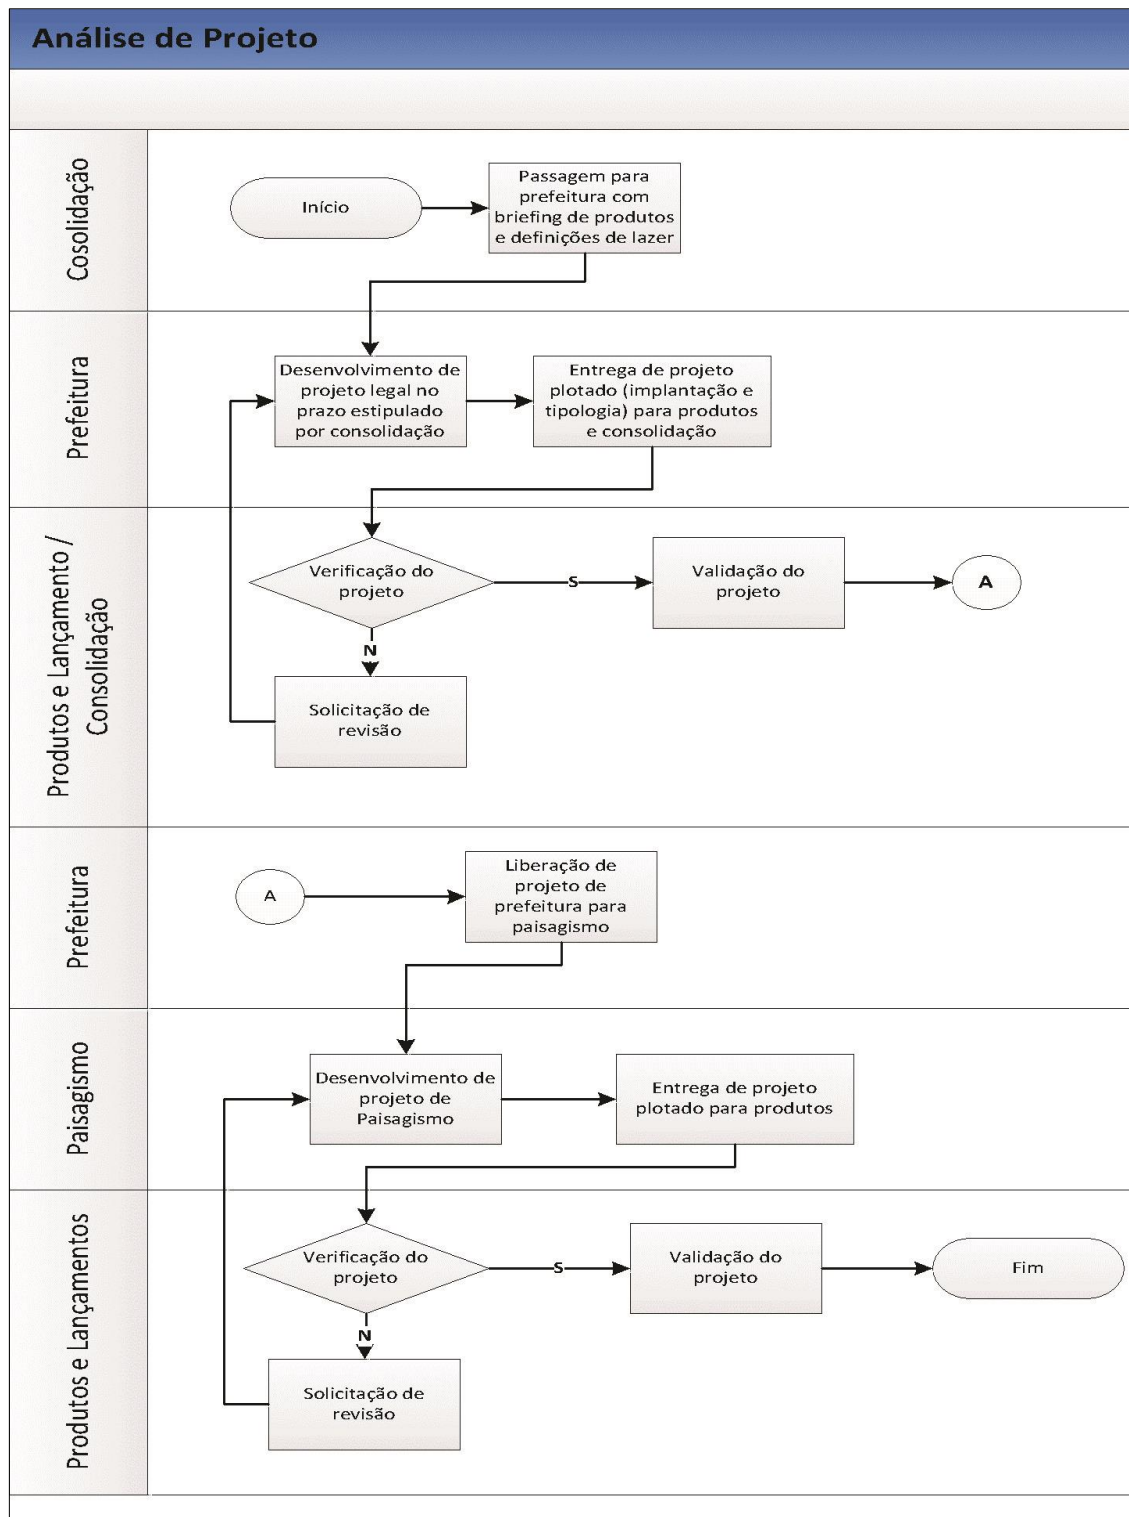 Análise de Projeto
Cosolidação
Início
Passagem para
prefeitura com
briefing de produtos
e definições de lazer
Prefeitura
Desenvolvimento de
projeto legal no
prazo estipulado
por consolidação
Entrega de projeto
plotado (implantação e
tipologia) para produtos
e consolidação
Produtos e Lançamento /
Consolidação
Verificação do
projeto
S
Validação do
projeto
A
N
Solicitação de
revisão
Prefeitura
A
Liberação de
projeto de
prefeitura para
paisagismo
Paisagismo
Desenvolvimento de
projeto de
Paisagismo
Entrega de projeto
plotado para produtos
Produtos e Lançamentos
Verificação do
projeto
S
Validação do
projeto
Fim
N
Solicitação de
revisão